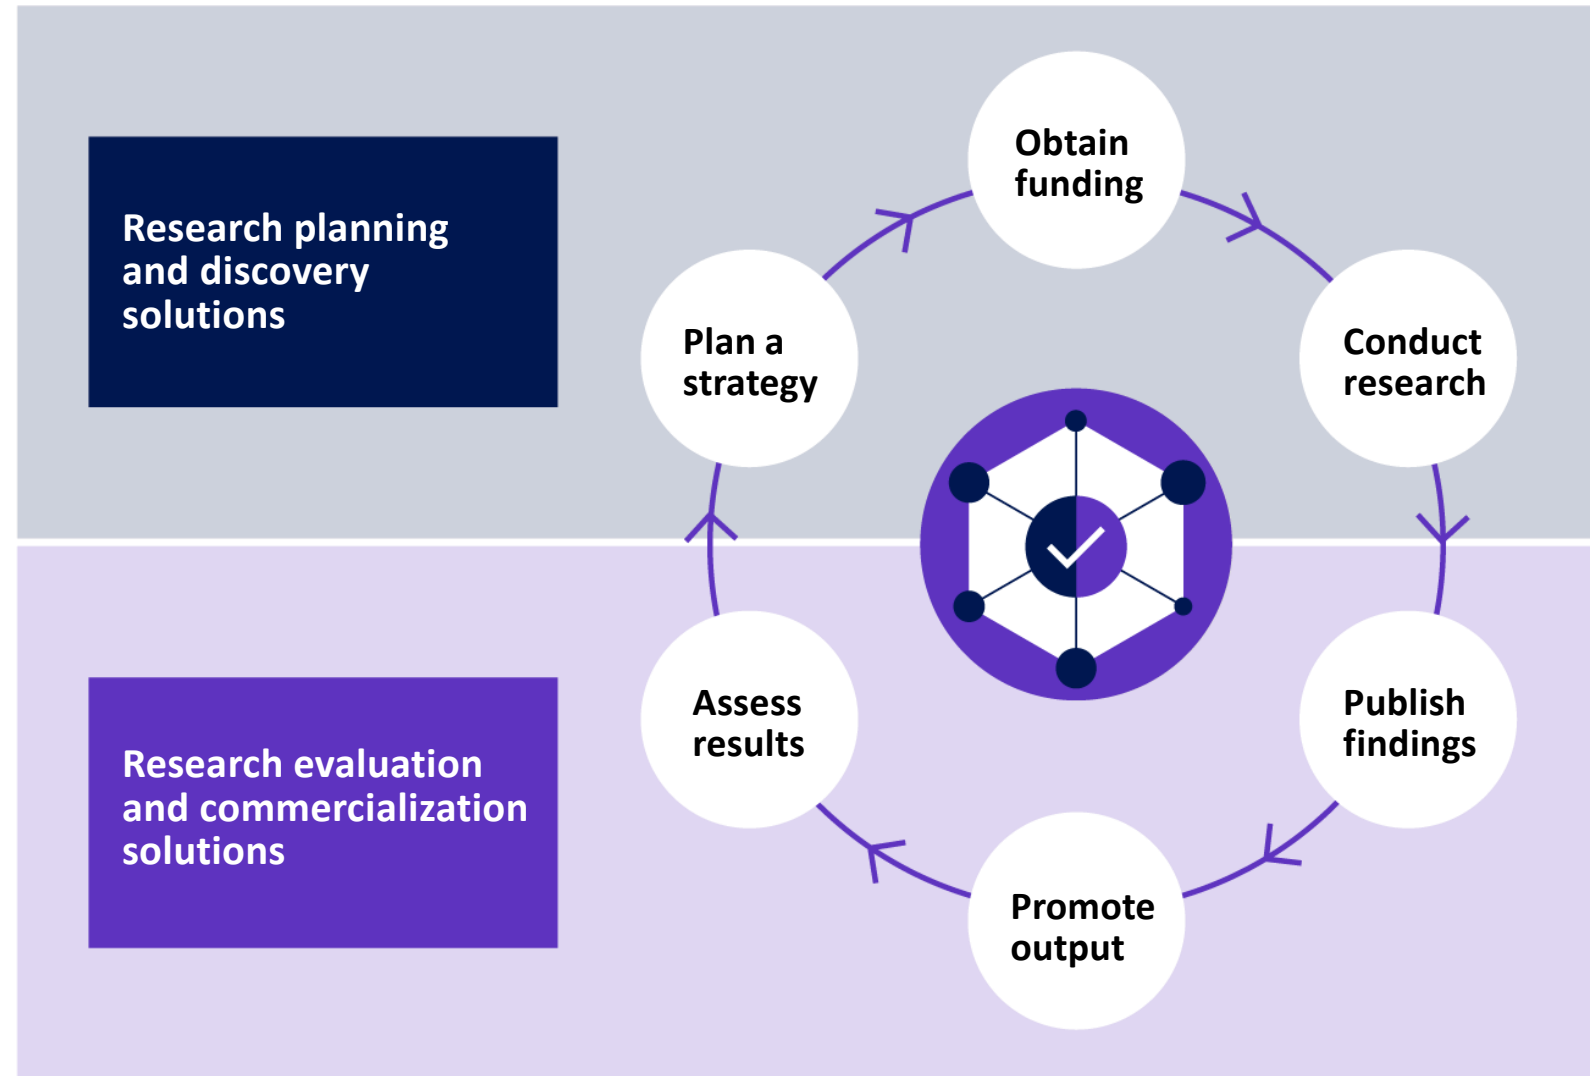 Research planning
and discovery
solutions
Obtain
funding
Plan a
strategy
Conduct
research
Research evaluation
and commercialization
solutions
Assess
results
Publish
findings
Promote
output